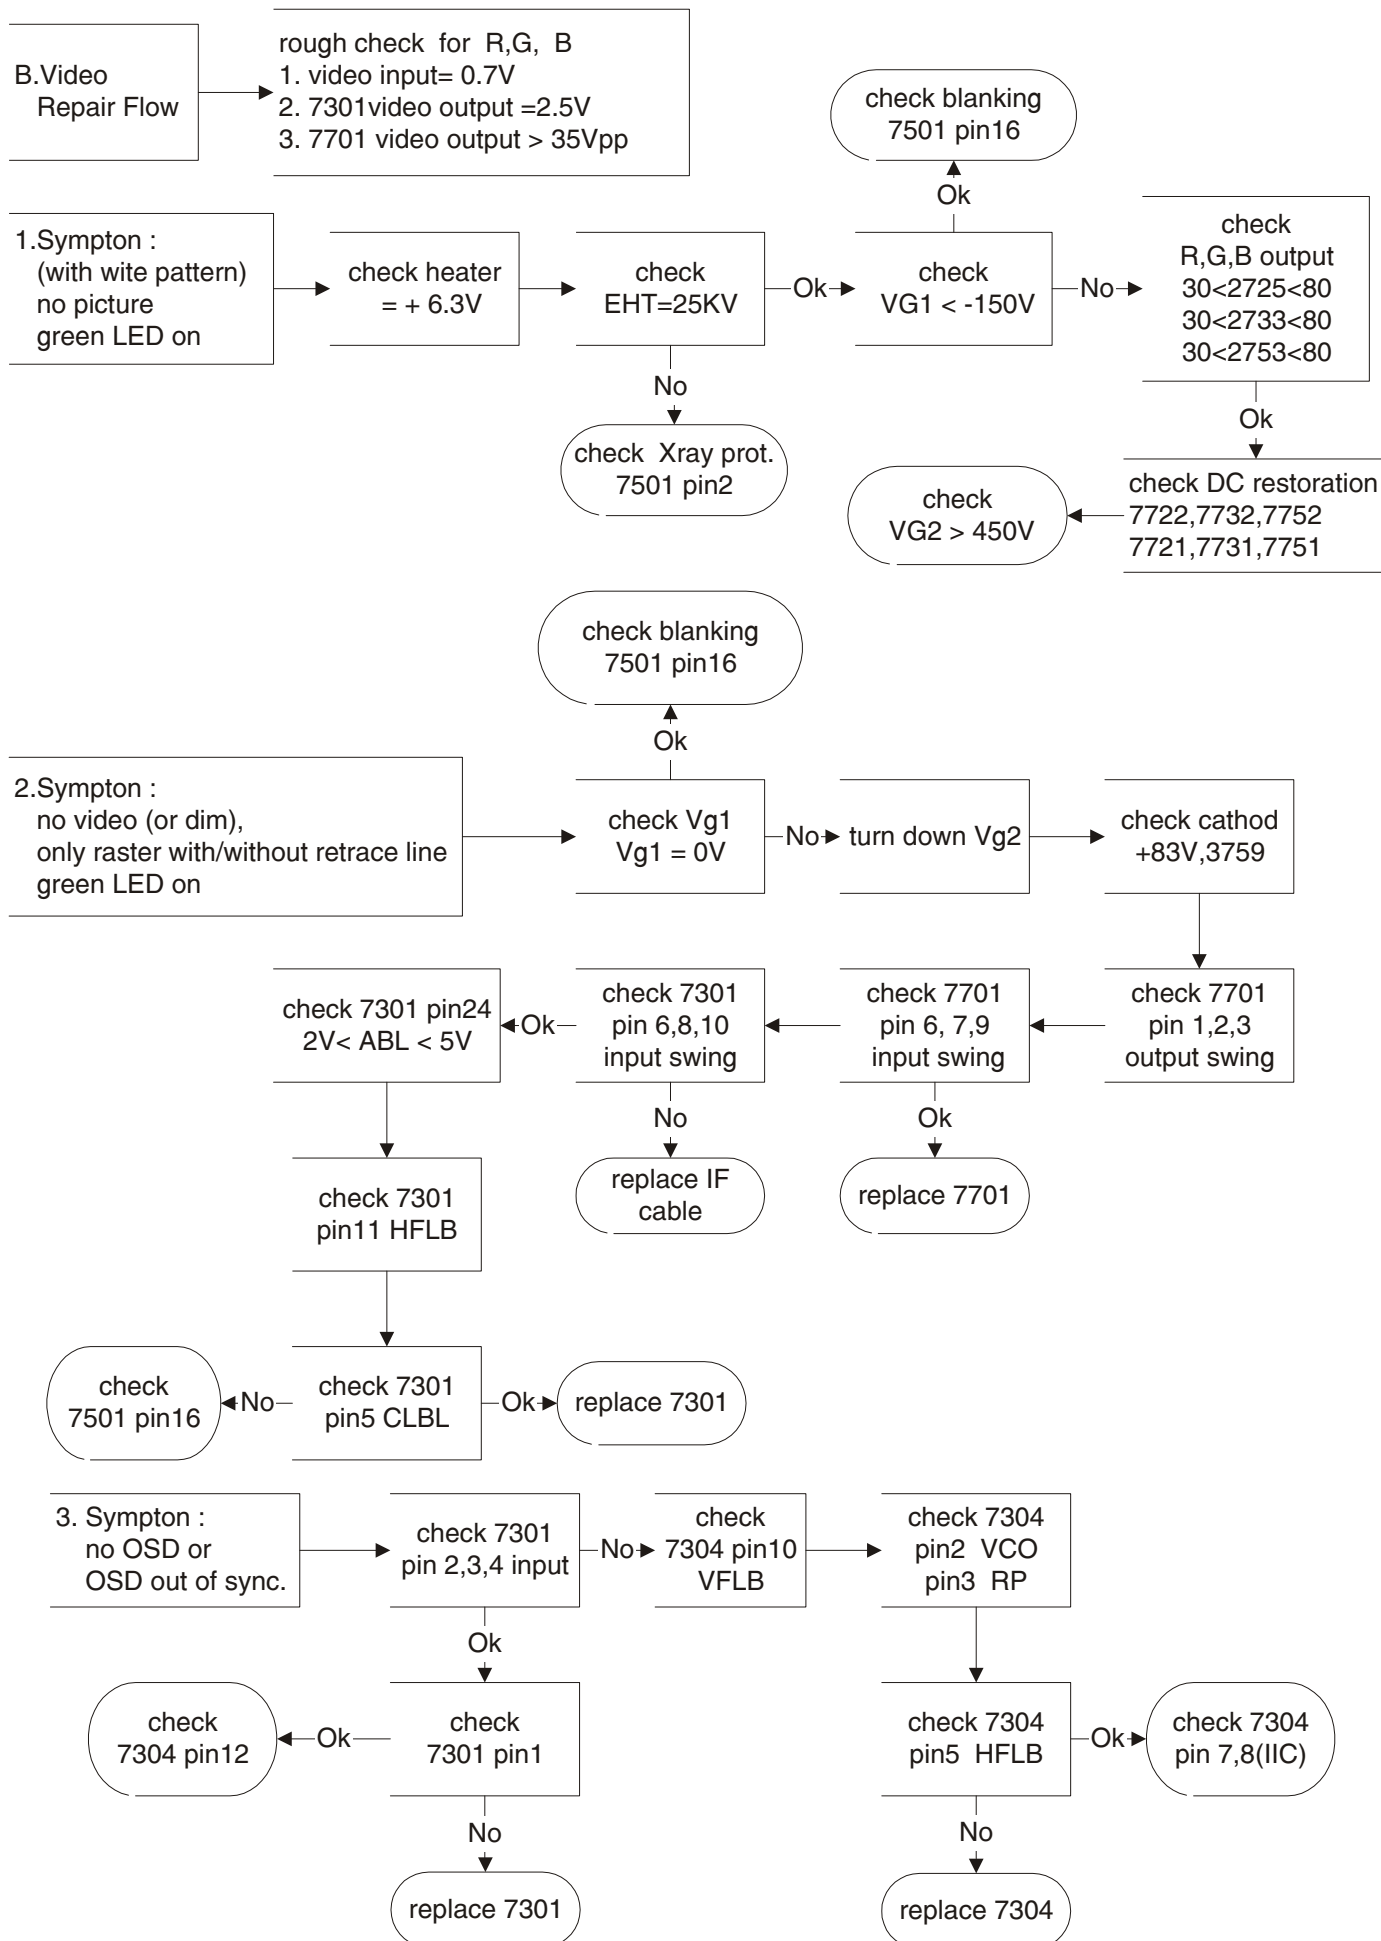 B.Video
Repair Flow
rough check for R,G, B
1. video input= 0.7V
2. 7301video output =2.5V
3. 7701 video output > 35Vpp
check blanking
7501 pin16
Ok
1.Sympton :
(with wite pattern)
no picture
green LED on
check heater
= + 6.3V
check
EHT=25KV
Ok
check
VG1 < -150V
No
check
R,G,B output
30<2725<80
30<2733<80
30<2753<80
No
check Xray prot.
7501 pin2
Ok
check DC restoration
7722,7732,7752
7721,7731,7751
check
VG2 > 450V
check blanking
7501 pin16
Ok
2.Sympton :
no video (or dim),
only raster with/without retrace line
green LED on
check Vg1
Vg1 = 0V
No
turn down Vg2
check cathod
+83V,3759
check 7701
pin 1,2,3
output swing
check 7701
pin 6, 7,9
input swing
Ok
replace 7701
check 7301
pin 6,8,10
input swing
No
replace IF
cable
Ok
check 7301 pin24
2V< ABL < 5V
check 7301
pin11 HFLB
check 7301
pin5 CLBL
No
check
7501 pin16
Ok
replace 7301
3. Sympton :
no OSD or
OSD out of sync.
check 7301
pin 2,3,4 input
No
check
7304 pin10
VFLB
check 7304
pin2 VCO
pin3 RP
Ok
check
7301 pin1
Ok
check
7304 pin12
No
replace 7301
check 7304
pin5 HFLB
Ok
check 7304
pin 7,8(IIC)
No
replace 7304